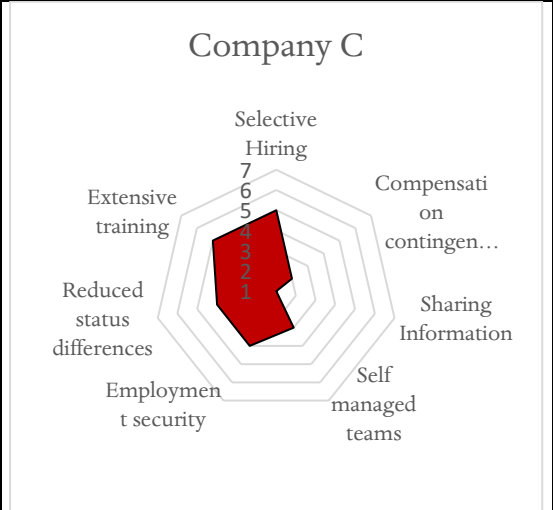 Company C
Selective
Hiring
7
6
5
4
3
2
1
Compensati
on
contingen…
Sharing
Information
Self
managed
teams
Employmen
t security
Reduced
status
differences
Extensive
training